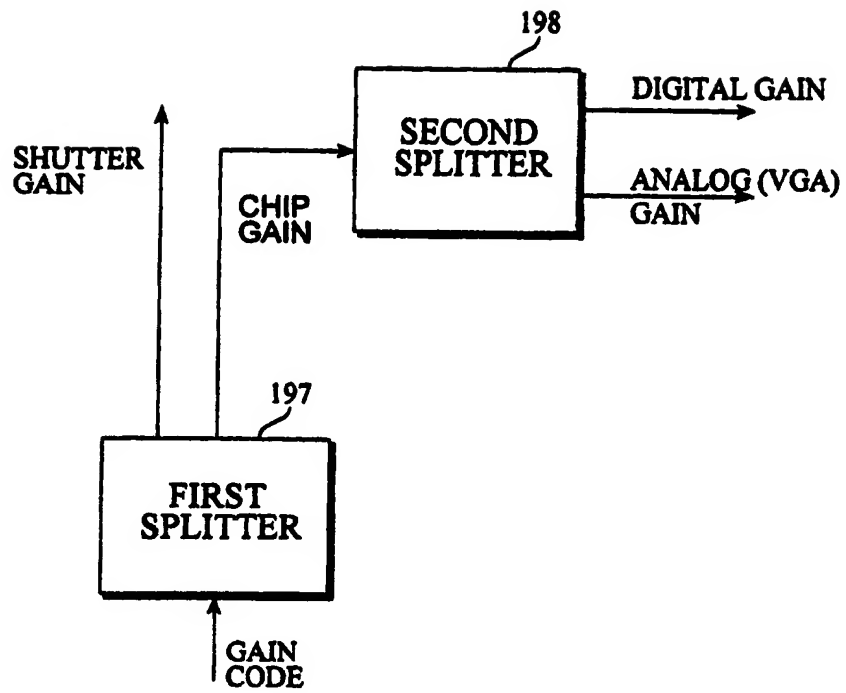 198
DIGITAL GAIN
SECOND
SPLITTER
ANALOG (VGA)
GAIN
SHUTTER
GAIN
CHIP
GAIN
197
FIRST
SPLITTER
GAIN
CODE